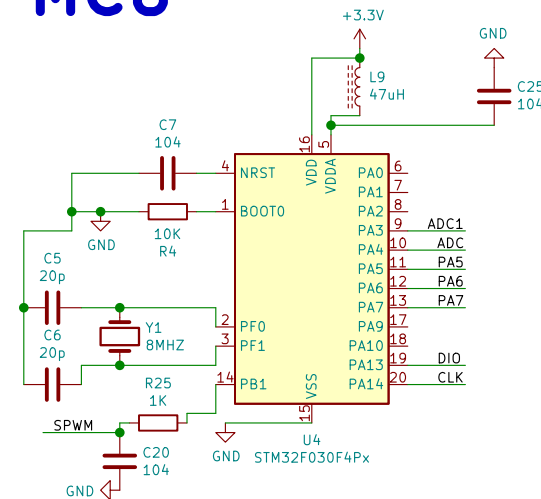 MCU
+3.3V
GND
L9
47uH
C25
104
C7
104
16
VDD
5
VDDA
4
NRST
PA0
6
PA1
7
1
BOOT0
PA2
8
GND
10K
R4
PA3
9
ADC1
PA4
10
ADC
C5
20p
PA5
11
PA5
PA6
12
PA6
PA7
13
PA7
2
PF0
PA9
17
Y1
8MHZ
C6
20p
3
PF1
PA10
18
PA13
19
DIO
R25
1K
14
PB1
VSS
15
PA14
20
CLK
SPWM
U4
STM32F030F4Px
GND
C20
104
GND